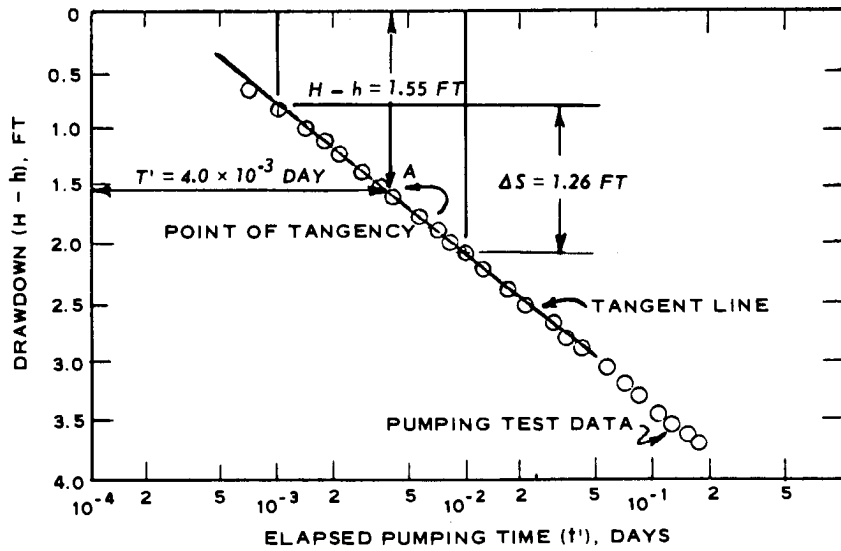 0
0.5
1.0
1.5
2.0
2.5
3.0
3.5
4.0
DRAWDOWN (H – h), FT
H – h = 1.55 FT
T' = 4.0 × 10⁻³ DAY
A
ΔS = 1.26 FT
POINT OF TANGENCY
TANGENT LINE
PUMPING TEST DATA
10⁻⁴ 2 5 10⁻³ 2 5 10⁻² 2 5 10⁻¹ 2 5
ELAPSED PUMPING TIME (t'), DAYS